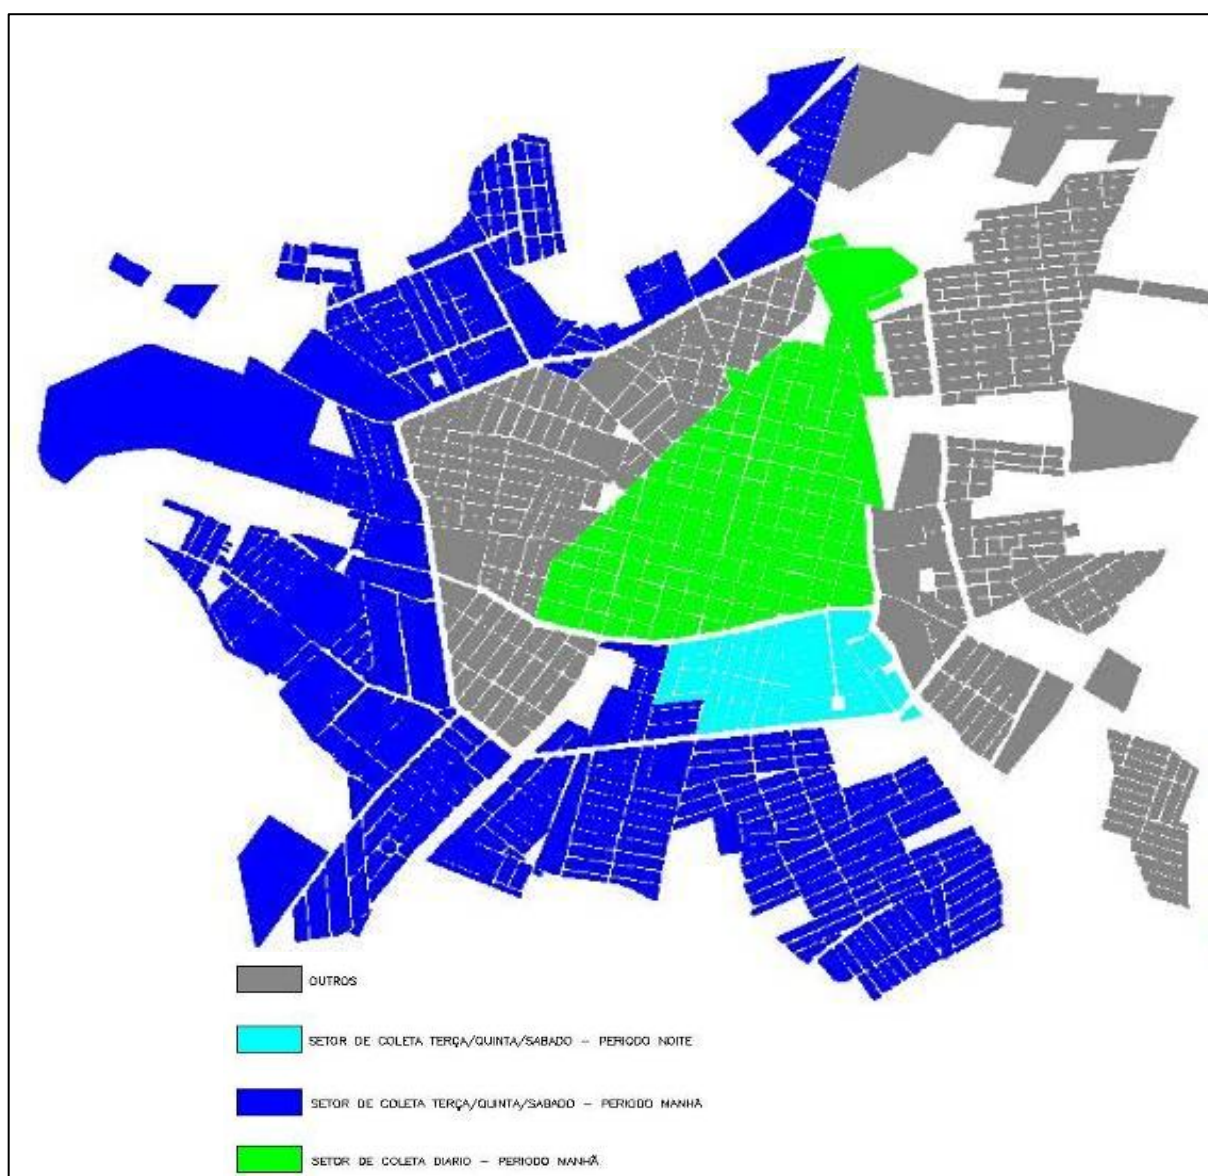 OUTROS
SETOR DE COLETA TERÇA/QUINTA/SABADO – PERIODO NOITE
SETOR DE COLETA TERÇA/QUINTA/SABADO – PERIODO MANHÃ
SETOR DE COLETA DIARIO – PERIODO MANHÃ